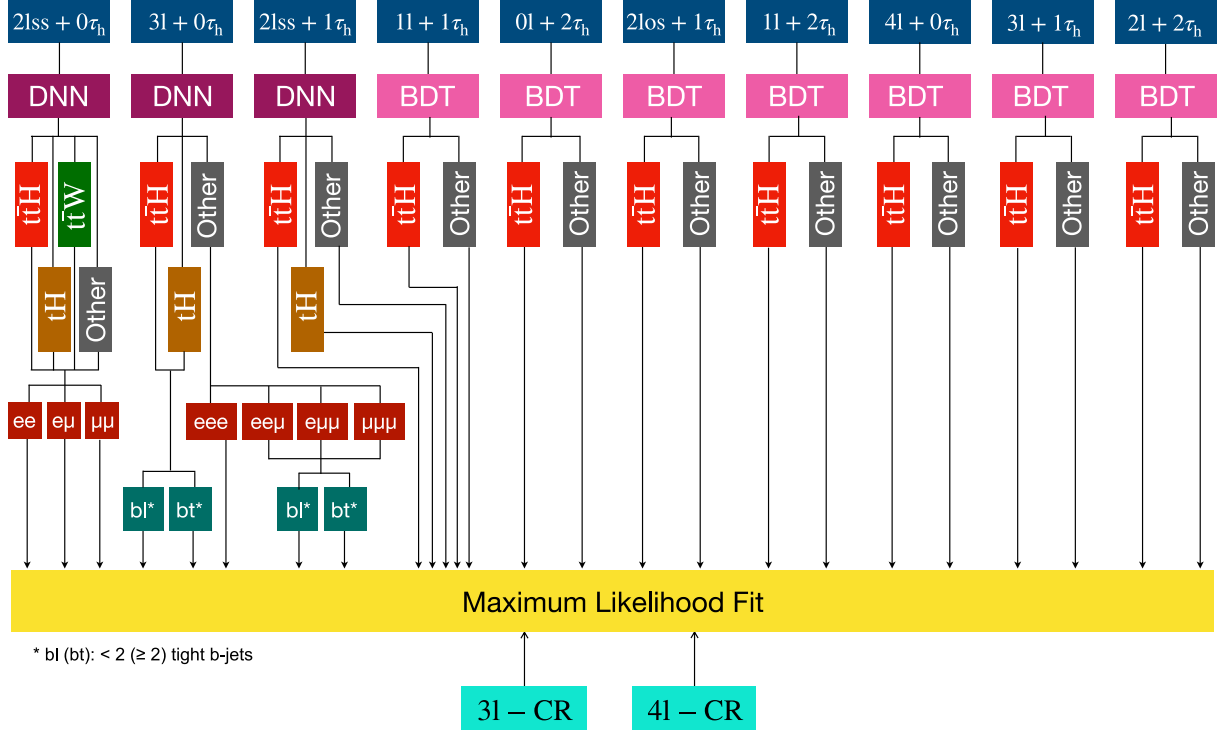 2lss + 0τh 3l + 0τh 2lss + 1τh 1l + 1τh 0l + 2τh 2los + 1τh 1l + 2τh 4l + 0τh 3l + 1τh 2l + 2τh
DNN DNN DNN BDT BDT BDT BDT BDT BDT BDT
tt̄H tt̄W tt̄H Other tt̄H Other tt̄H Other tt̄H Other tt̄H Other tt̄H Other tt̄H Other tt̄H Other tt̄H Other
tH Other tH tH
ee eμ μμ eee eeμ eμμ μμμ
bl* bt* bl* bt*
Maximum Likelihood Fit
* bl (bt): < 2 (≥ 2) tight b-jets
3l – CR 4l – CR